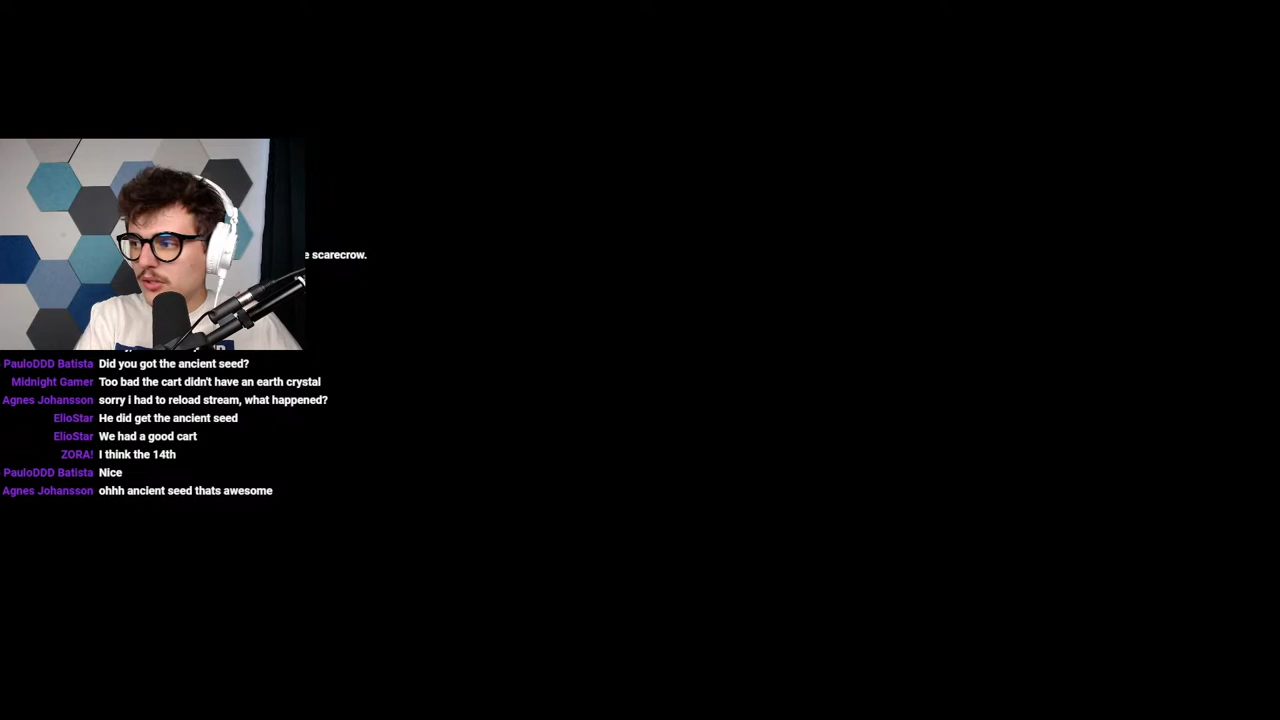 e scarecrow.
PauloDDD Batista Did you got the ancient seed?
Midnight Gamer Too bad the cart didn't have an earth crystal
Agnes Johansson sorry i had to reload stream, what happened?
ElioStar He did get the ancient seed
ElioStar We had a good cart
ZORA! I think the 14th
PauloDDD Batista Nice
Agnes Johansson ohhh ancient seed thats awesome